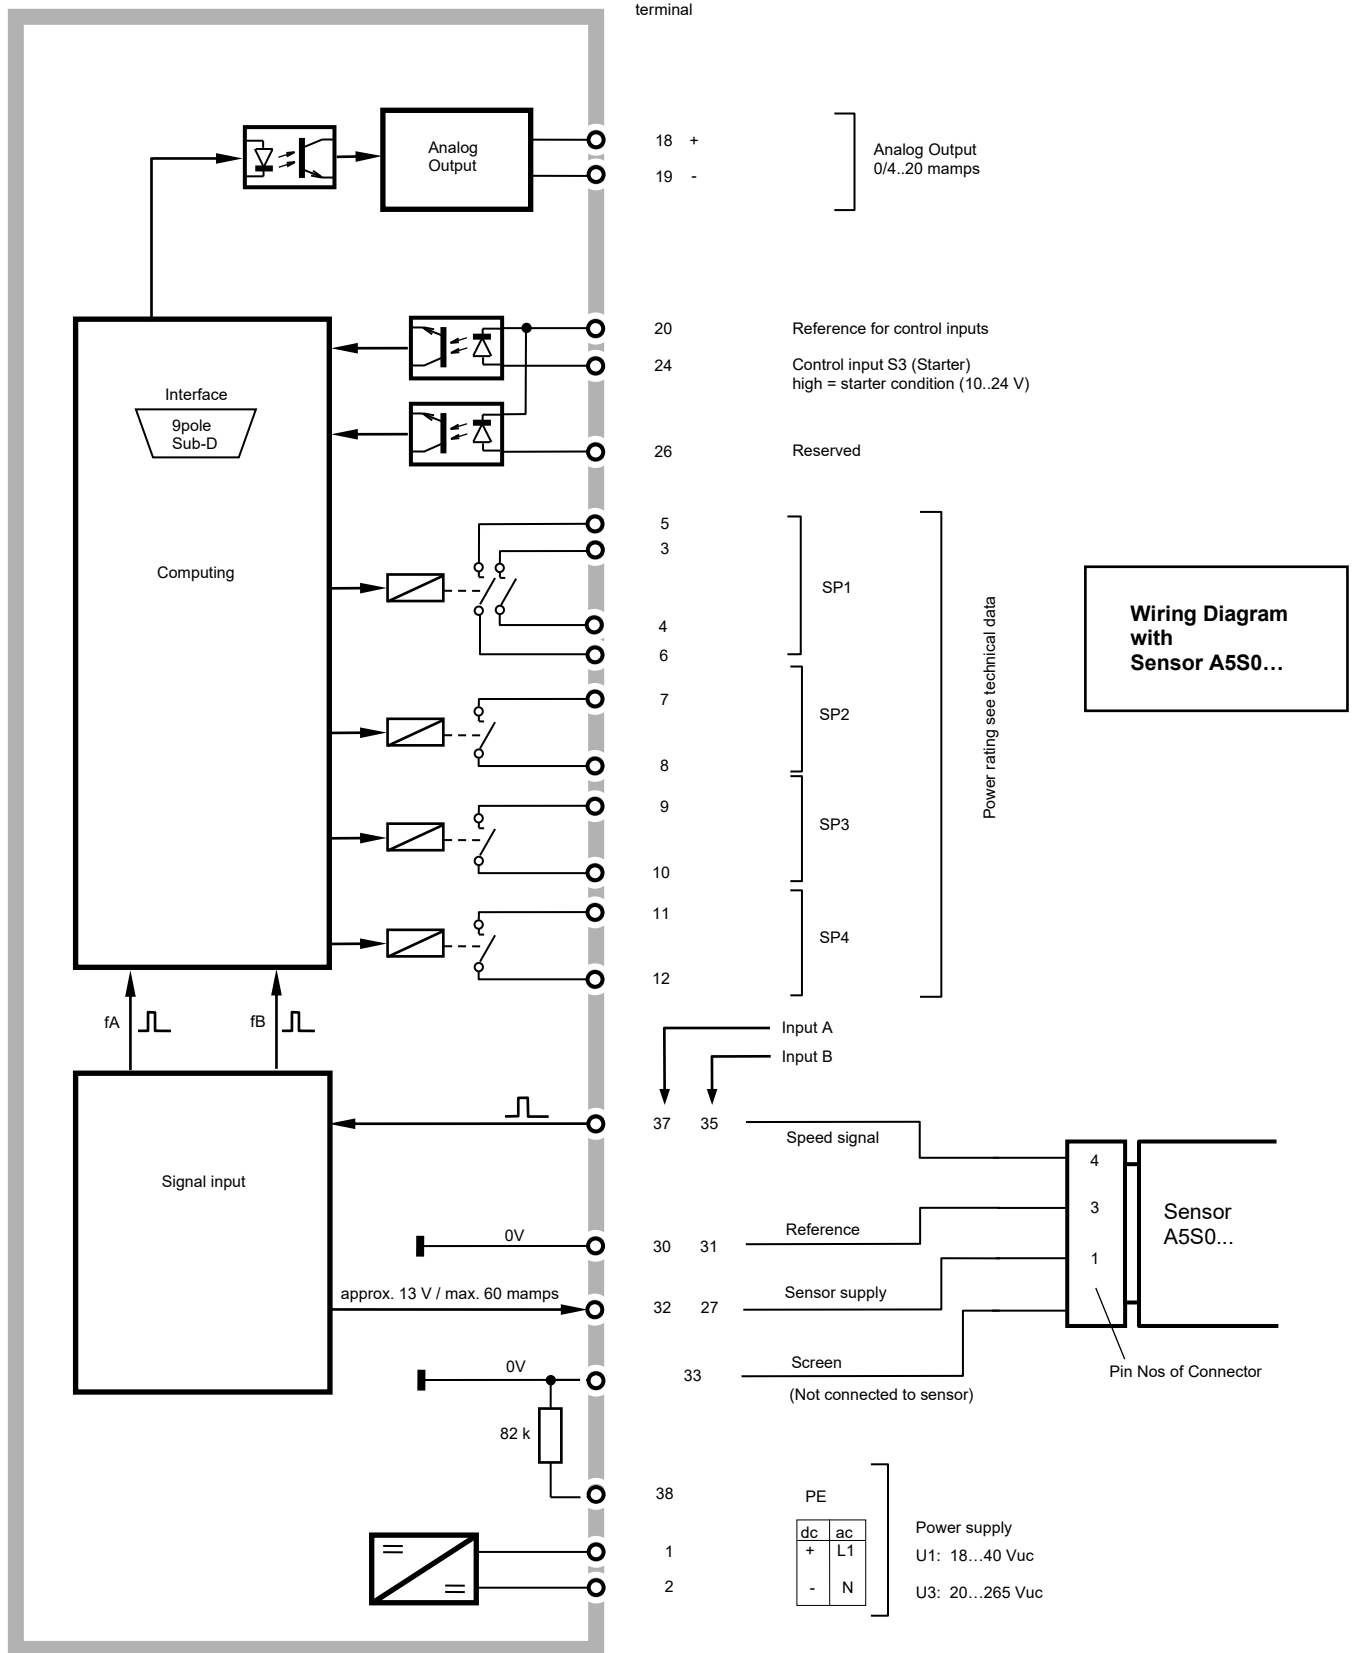 terminal
18 +
19 -
Analog
Output
Analog Output
0/4..20 mamps
20
Reference for control inputs
24
Control input S3 (Starter)
high = starter condition (10..24 V)
26
Reserved
Interface
9pole
Sub-D
Computing
5
3
4
6
SP1
7
8
SP2
9
10
SP3
11
12
SP4
Power rating see technical data
Wiring Diagram
with
Sensor A5S0…
fA
fB
Input A
Input B
37 35
Speed signal
Signal input
0V
30 31
Reference
approx. 13 V / max. 60 mamps
32 27
Sensor supply
0V
33
Screen
(Not connected to sensor)
4
3
1
Sensor
A5S0...
Pin Nos of Connector
82 k
38
PE
1
2
dc ac
+ L1
- N
Power supply
U1: 18…40 Vuc
U3: 20…265 Vuc